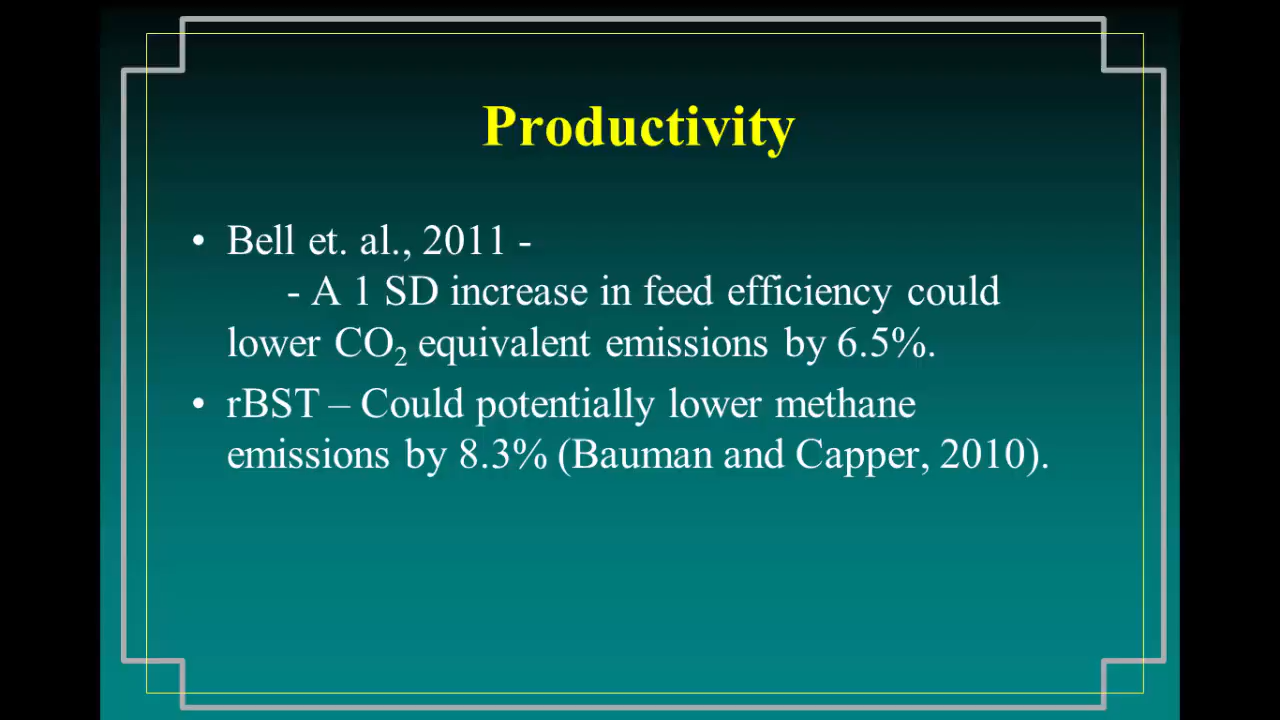 Productivity
• Bell et. al., 2011 -
- A 1 SD increase in feed efficiency could
lower CO₂ equivalent emissions by 6.5%.
• rBST – Could potentially lower methane
emissions by 8.3% (Bauman and Capper, 2010).